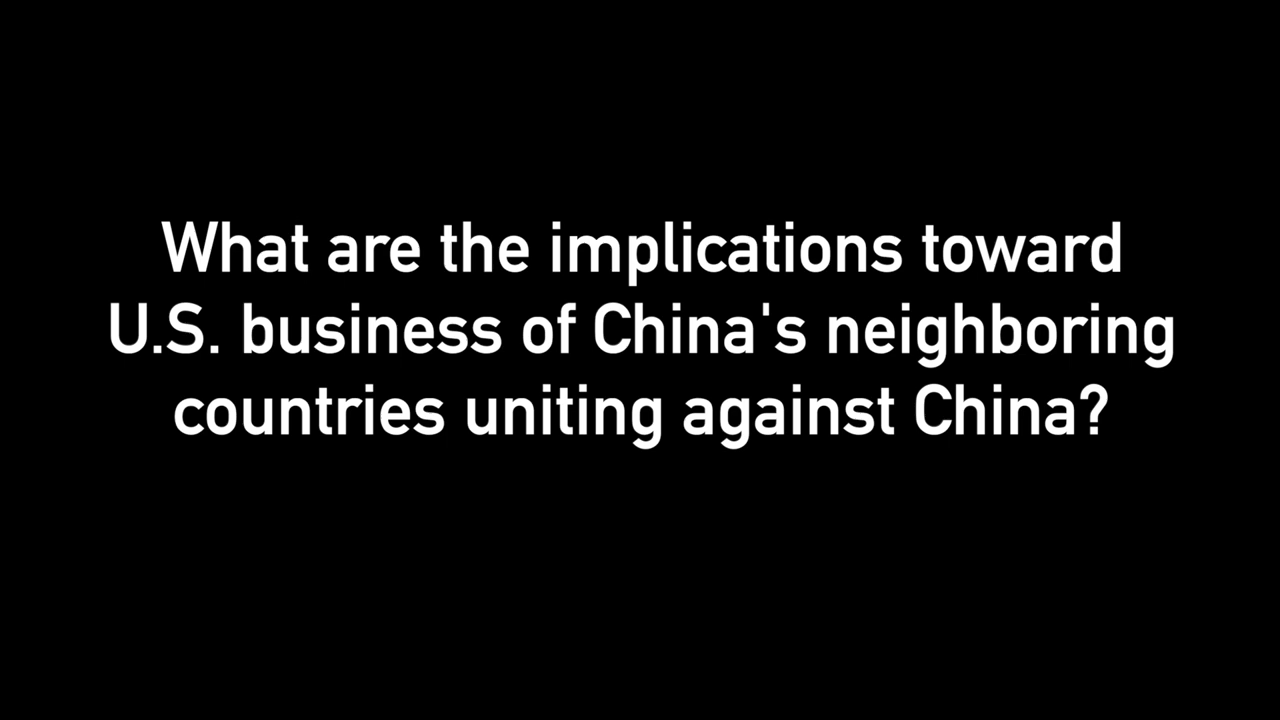 What are the implications toward
U.S. business of China's neighboring
countries uniting against China?